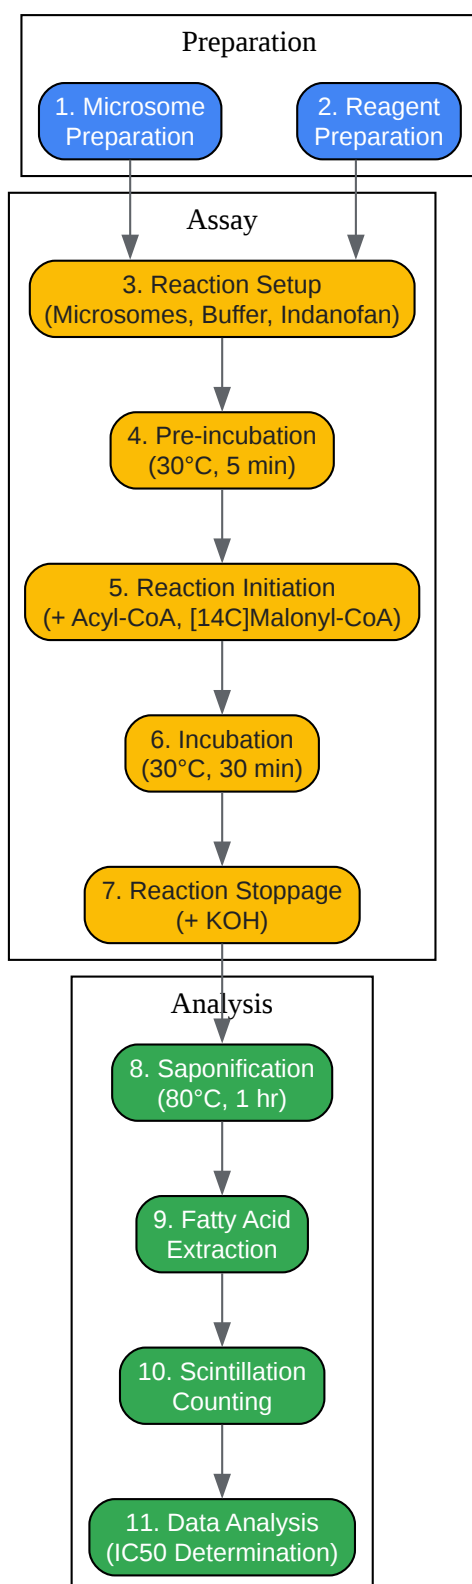 Preparation
1. Microsome
Preparation
2. Reagent
Preparation
Assay
3. Reaction Setup
(Microsomes, Buffer, Indanofan)
4. Pre-incubation
(30°C, 5 min)
5. Reaction Initiation
(+ Acyl-CoA, [14C]Malonyl-CoA)
6. Incubation
(30°C, 30 min)
7. Reaction Stoppage
(+ KOH)
Analysis
8. Saponification
(80°C, 1 hr)
9. Fatty Acid
Extraction
10. Scintillation
Counting
11. Data Analysis
(IC50 Determination)